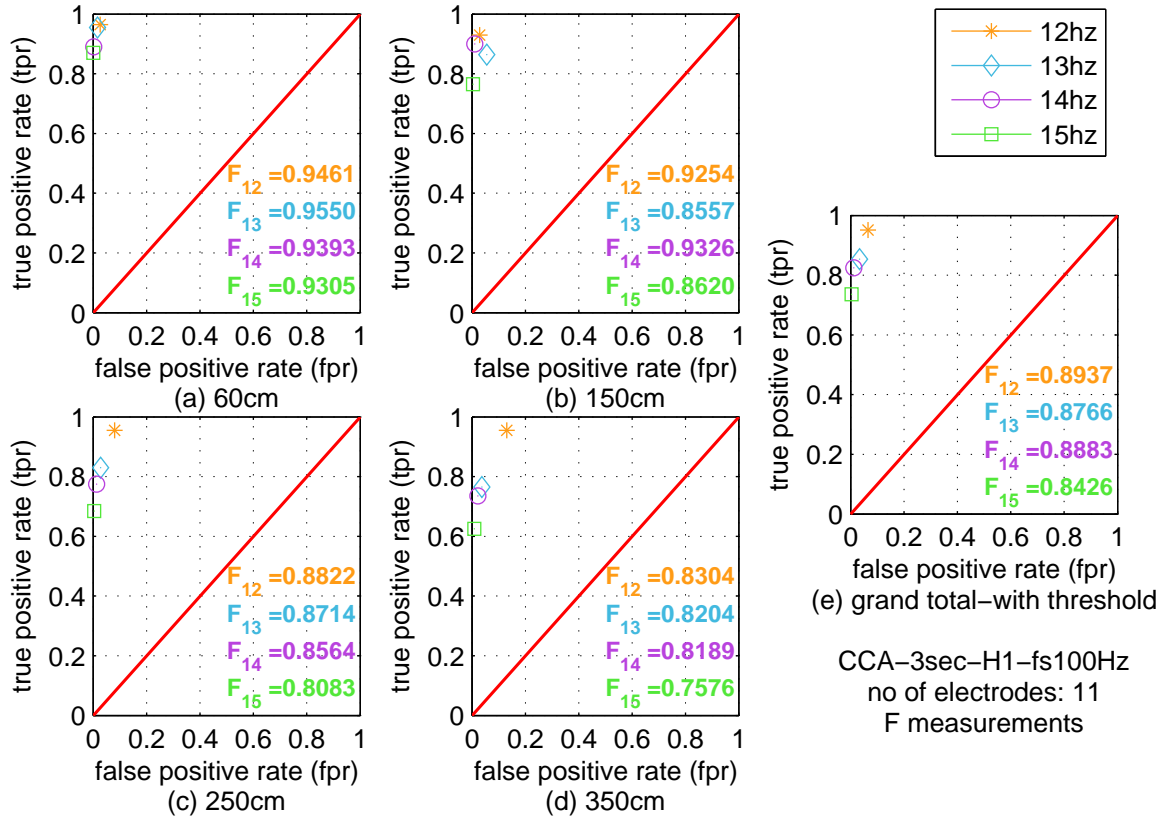 1
0.8
0.6
0.4
0.2
0
true positive rate (tpr)
0 0.2 0.4 0.6 0.8 1
false positive rate (fpr)
(a) 60cm
F12 =0.9461
F13 =0.9550
F14 =0.9393
F15 =0.9305
1
0.8
0.6
0.4
0.2
0
true positive rate (tpr)
0 0.2 0.4 0.6 0.8 1
false positive rate (fpr)
(b) 150cm
F12 =0.9254
F13 =0.8557
F14 =0.9326
F15 =0.8620
12hz
13hz
14hz
15hz
1
0.8
0.6
0.4
0.2
0
true positive rate (tpr)
0 0.2 0.4 0.6 0.8 1
false positive rate (fpr)
(c) 250cm
F12 =0.8822
F13 =0.8714
F14 =0.8564
F15 =0.8083
1
0.8
0.6
0.4
0.2
0
true positive rate (tpr)
0 0.2 0.4 0.6 0.8 1
false positive rate (fpr)
(d) 350cm
F12 =0.8304
F13 =0.8204
F14 =0.8189
F15 =0.7576
1
0.8
0.6
0.4
0.2
0
true positive rate (tpr)
0 0.2 0.4 0.6 0.8 1
false positive rate (fpr)
(e) grand total−with threshold
F12 =0.8937
F13 =0.8766
F14 =0.8883
F15 =0.8426
CCA−3sec−H1−fs100Hz
no of electrodes: 11
F measurements